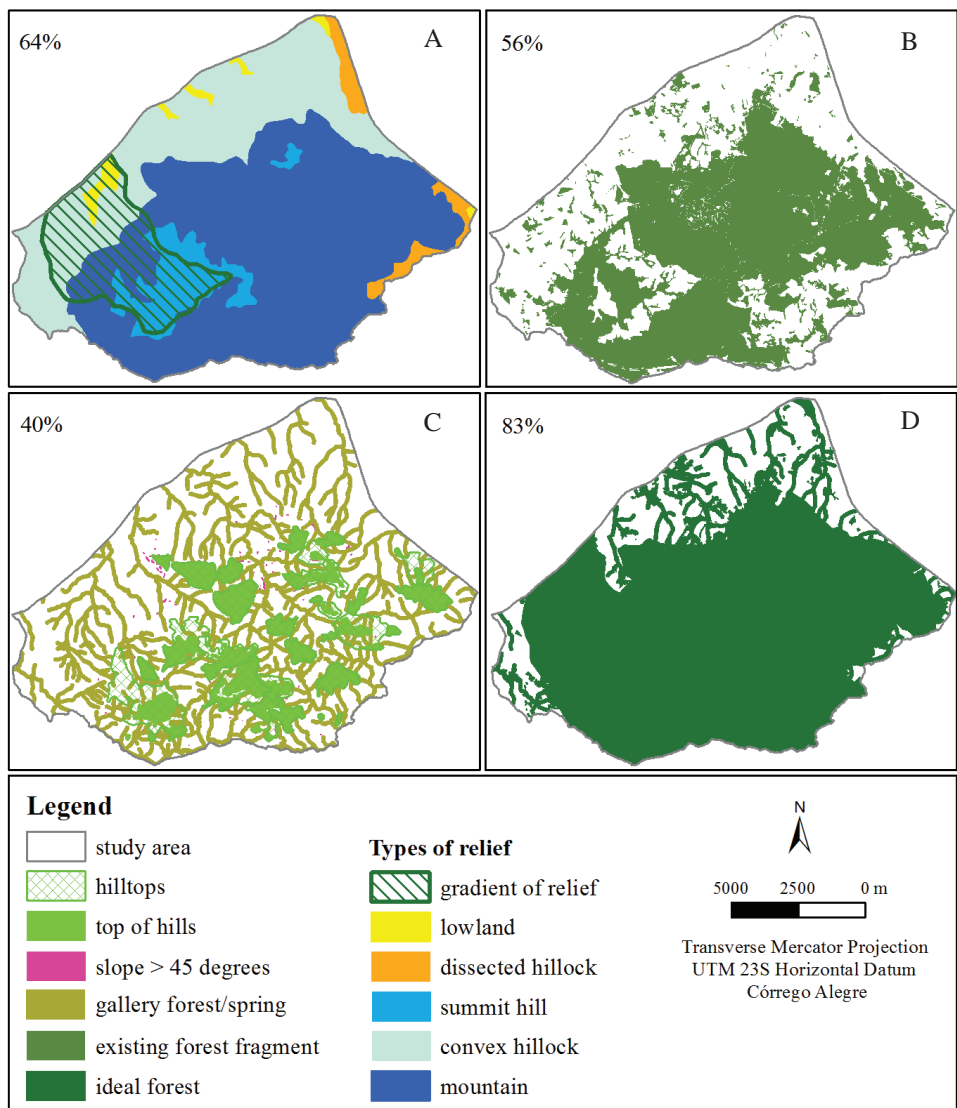 64%
A
56%
B
40%
C
83%
D
Legend
study area
hilltops
top of hills
slope > 45 degrees
gallery forest/spring
existing forest fragment
ideal forest
Types of relief
gradient of relief
lowland
dissected hillock
summit hill
convex hillock
mountain
N
5000 2500 0 m
Transverse Mercator Projection
UTM 23S Horizontal Datum
Córrego Alegre